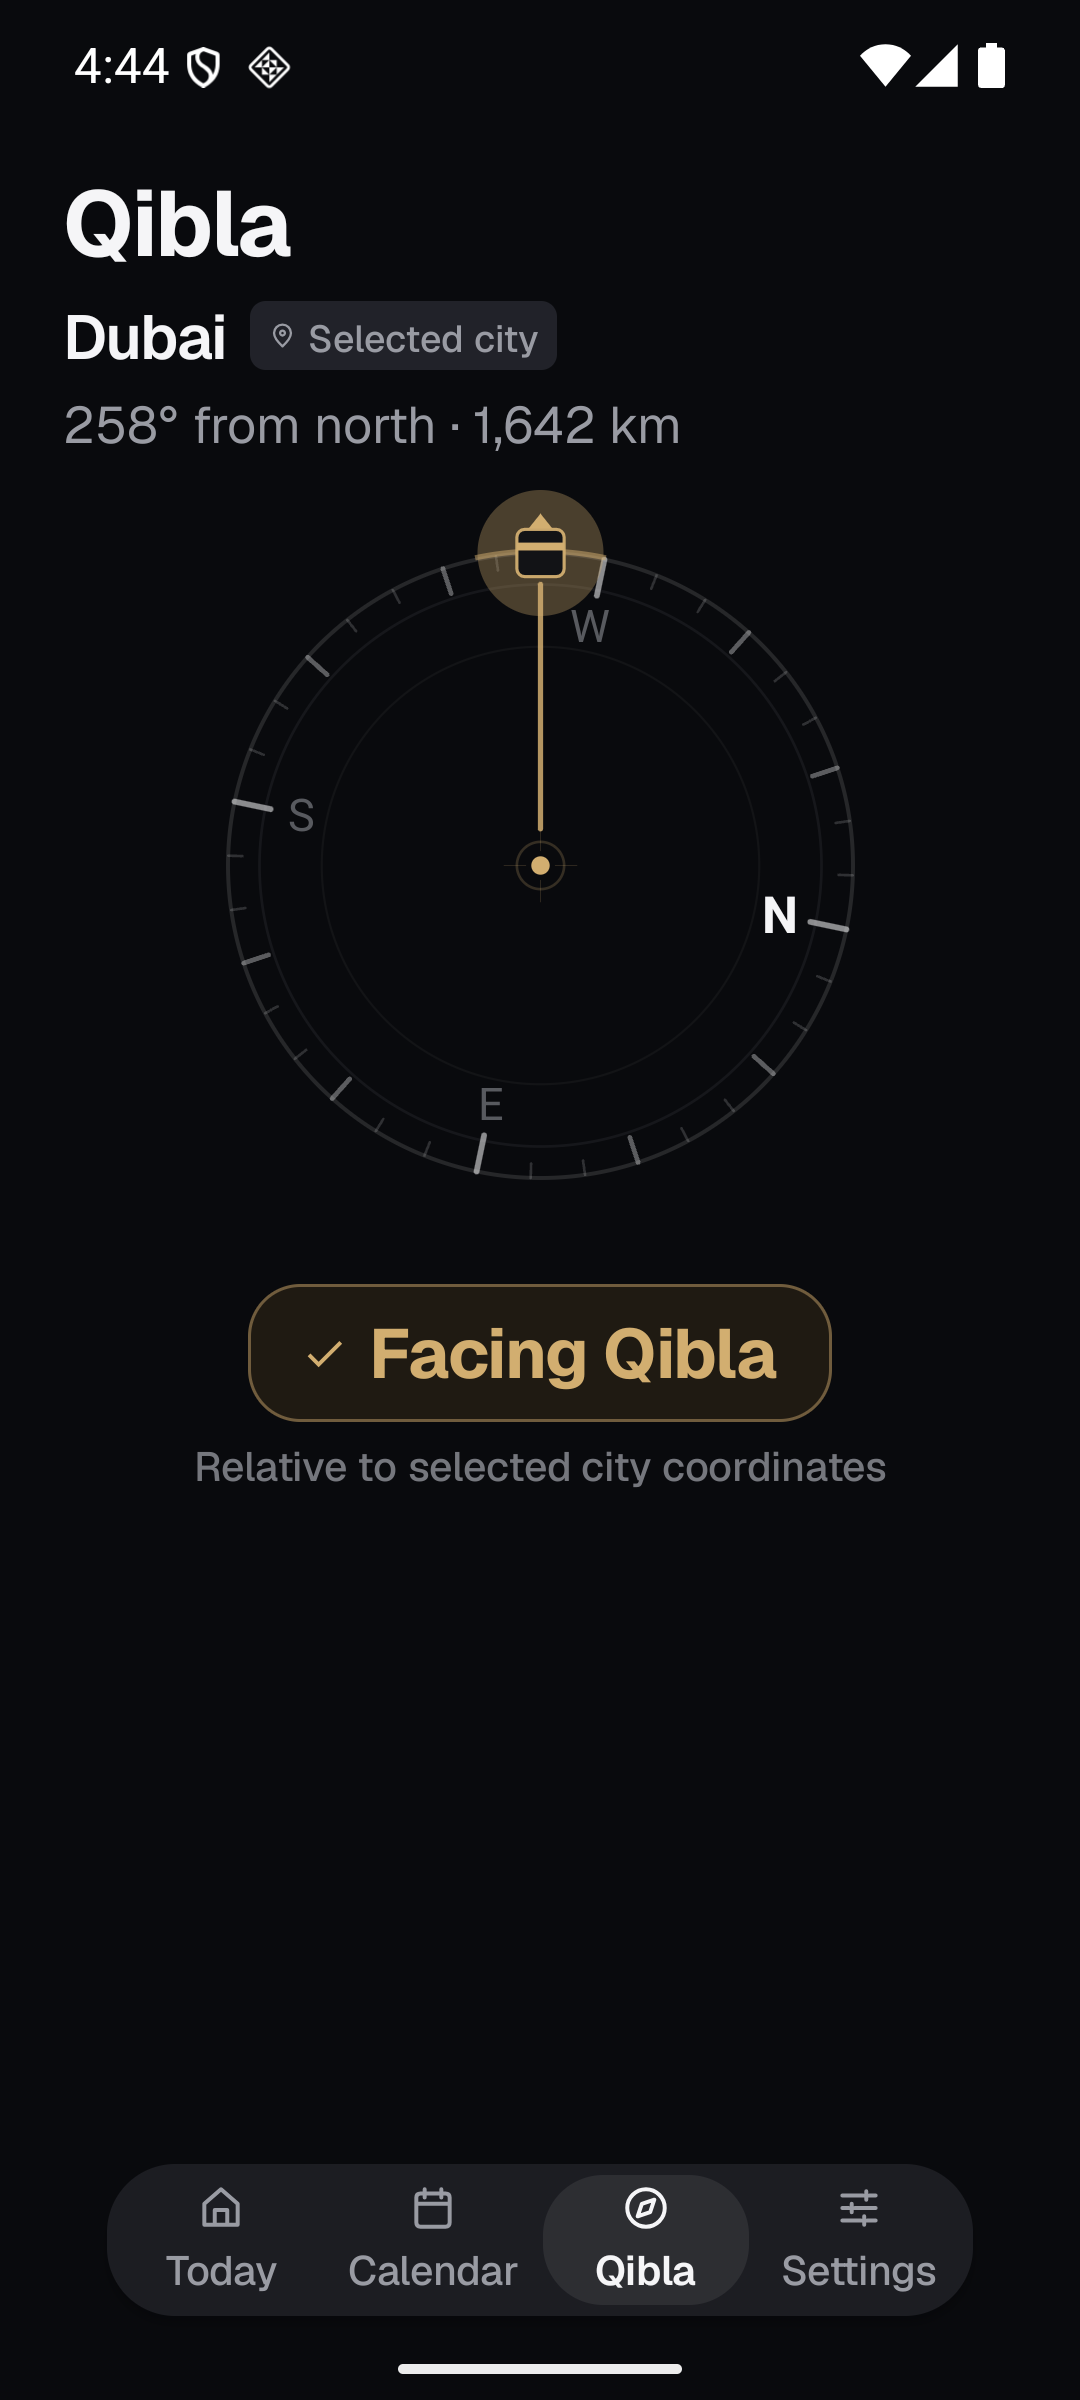 4:44
Qibla
Dubai
Selected city
258° from north · 1,642 km
W
S
N
E
Facing Qibla
Relative to selected city coordinates
Today
Calendar
Qibla
Settings